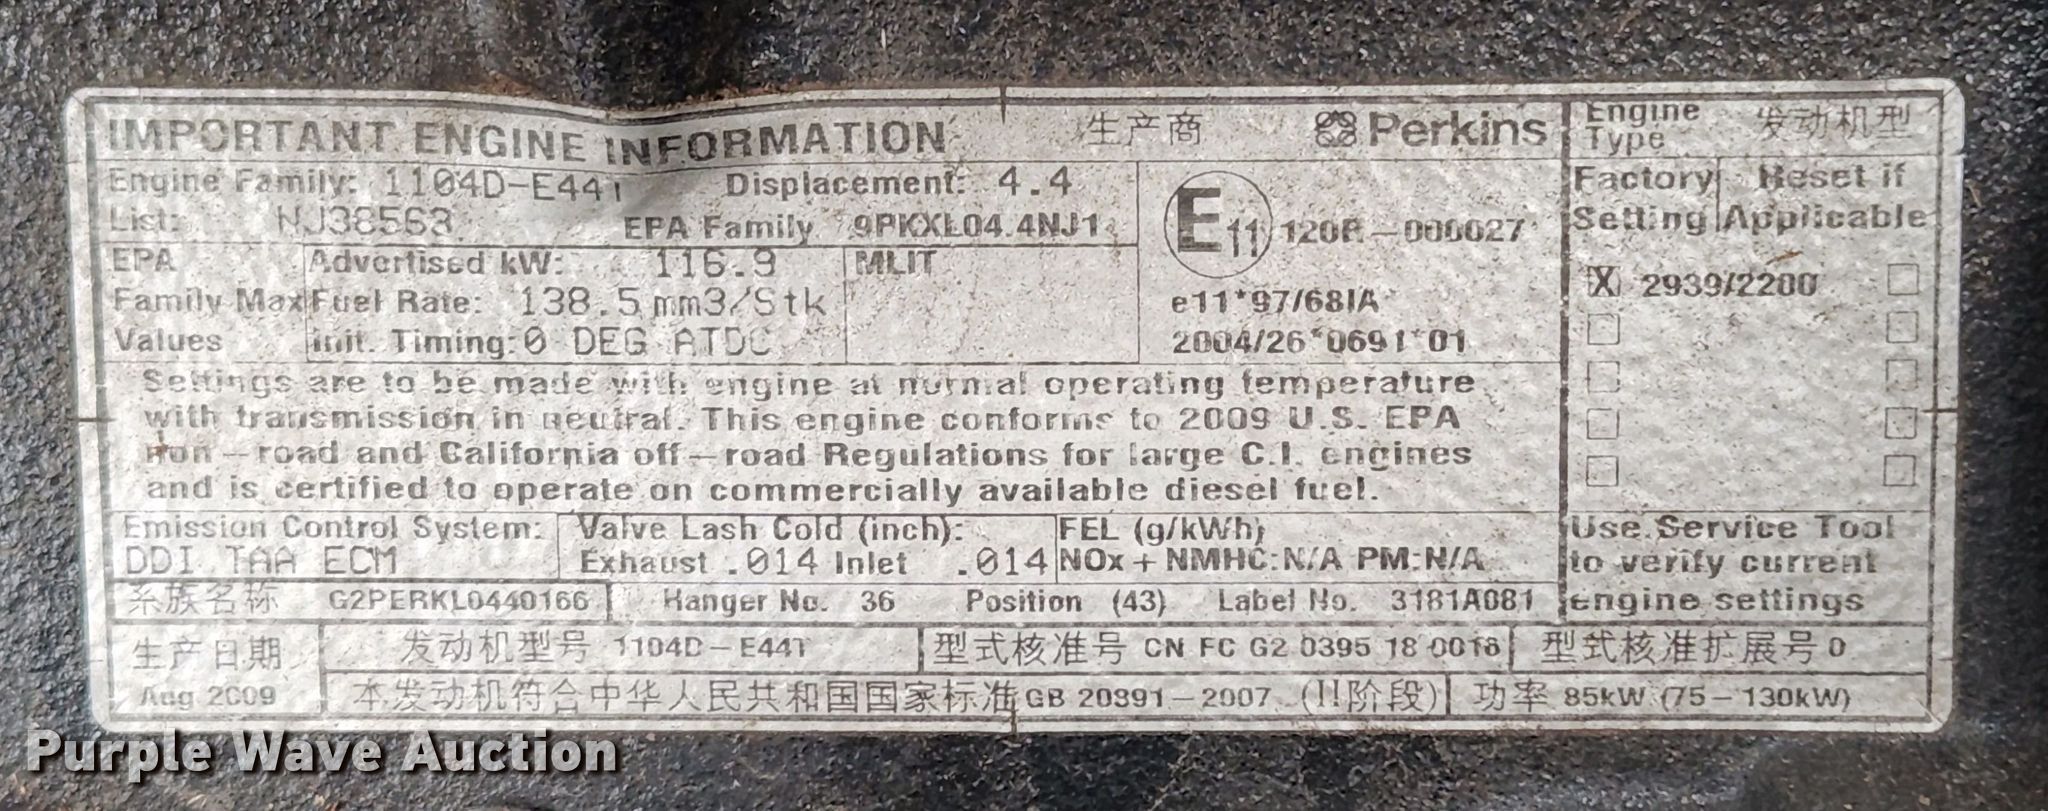 IMPORTANT ENGINE INFORMATION 生产商 Perkins
Engine Family: 1104D-E44T Displacement: 4.4
List: NJ38563 EPA Family 9PKXL04.4NJ1
EPA Family Max Values
Advertised kW: 116.9
Fuel Rate: 138.5 mm3/Stk
Init. Timing: 0 DEG ATDC
MLIT
E11 120R-000027
e11*97/68IA
2004/26*0691*01
Engine Type 发动机型
Factory Setting
Reset if Applicable
X 2939/2200
Settings are to be made with engine at normal operating temperature
with transmission in neutral. This engine conforms to 2009 U.S. EPA
non-road and California off-road Regulations for large C.I. engines
and is certified to operate on commercially available diesel fuel.
Emission Control System:
DDI TAA ECM
Valve Lash Cold (inch):
Exhaust .014 Inlet .014
FEL (g/kWh)
NOx + NMHC:N/A PM:N/A
Use Service Tool
to verify current
engine settings
系族名称 G2PERKL0440166 Hanger No. 36 Position (43) Label No. 3181A081
生产日期
Aug 2009
发动机型号 1104D-E44T 型式核准号 CN FC G2 0395 18 0016 型式核准扩展号 0
本发动机符合中华人民共和国国家标准 GB 20891-2007 (II阶段) 功率 85kW (75-130kW)
Purple Wave Auction